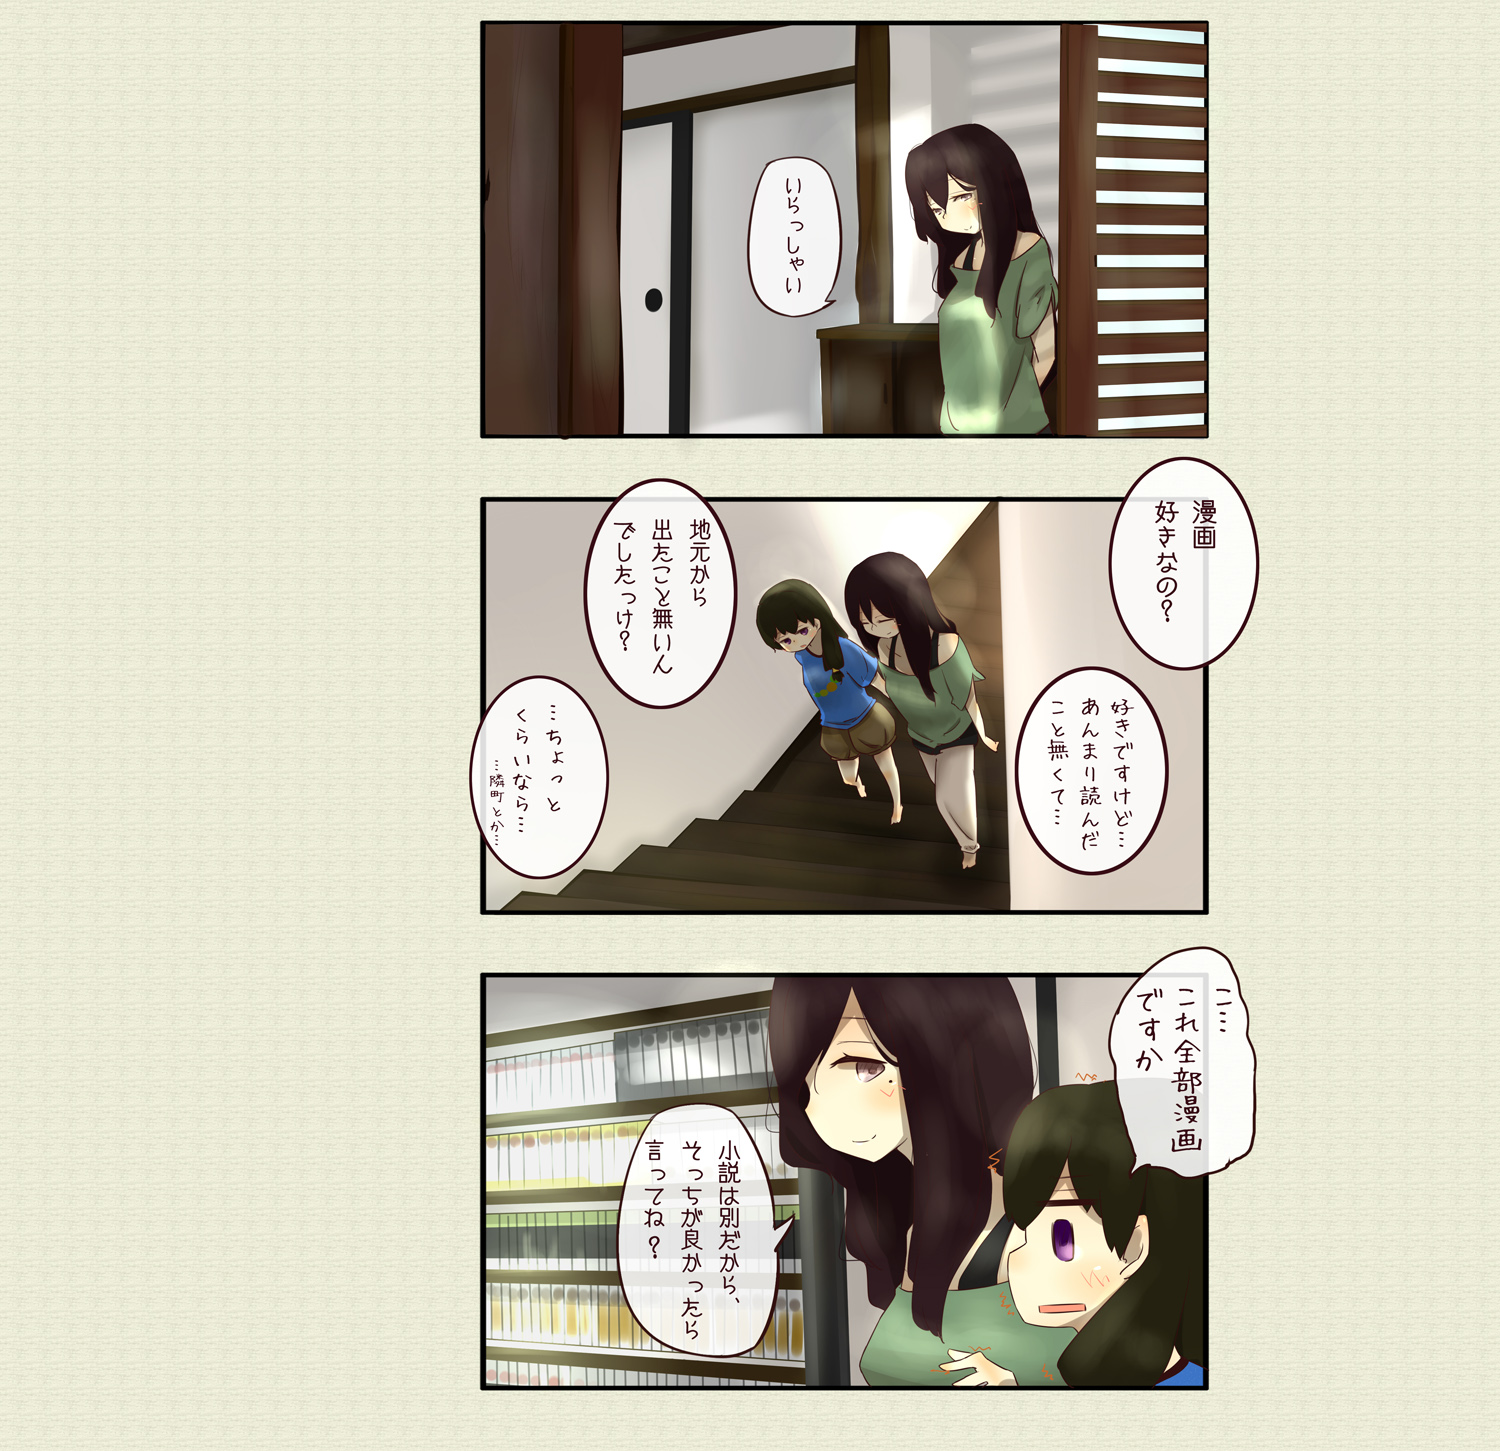 いらっしゃい
漫画
好きなの?
好きですけど…
あんまり読んだ
こと無くて…
地元から
出たこと無いん
でしたっけ?
…ちょっと
くらいなら…
…隣町とか…
こ…
これ全部漫画
ですか
小説は別だから、
そっちが良かったら
言ってね?